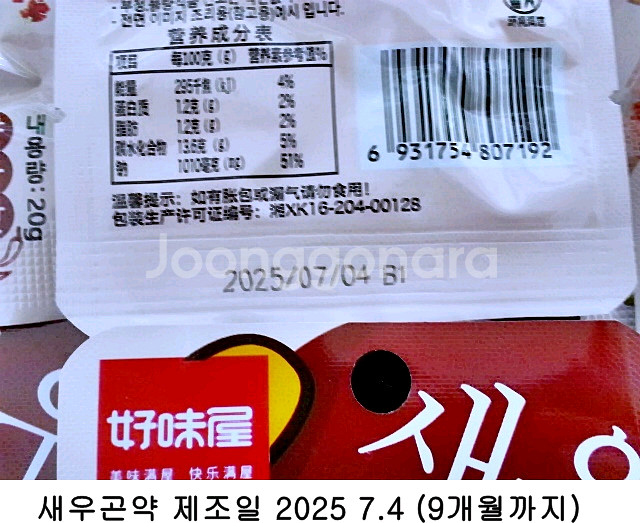 - 전면 이미지 조리용(참고용)예시 입니다.
营养成分表
项目 每100克 (g) 营养素参考值%
能量 295千焦 (kJ) 4%
蛋白质 1.2克 (g) 2%
脂肪 1.2克 (g) 2%
碳水化合物 13.6克 (g) 5%
钠 1010毫克 (mg) 51%
6 931754 807192
温馨提示：如有胀包或漏气请勿食用！
包装生产许可证编号：湘XK16-204-00128
내용량: 20g
Joonggonara
2025/07/04 B1
好味屋
美味满屋 快乐满屋
새우
새우곤약 제조일 2025 7.4 (9개월까지)